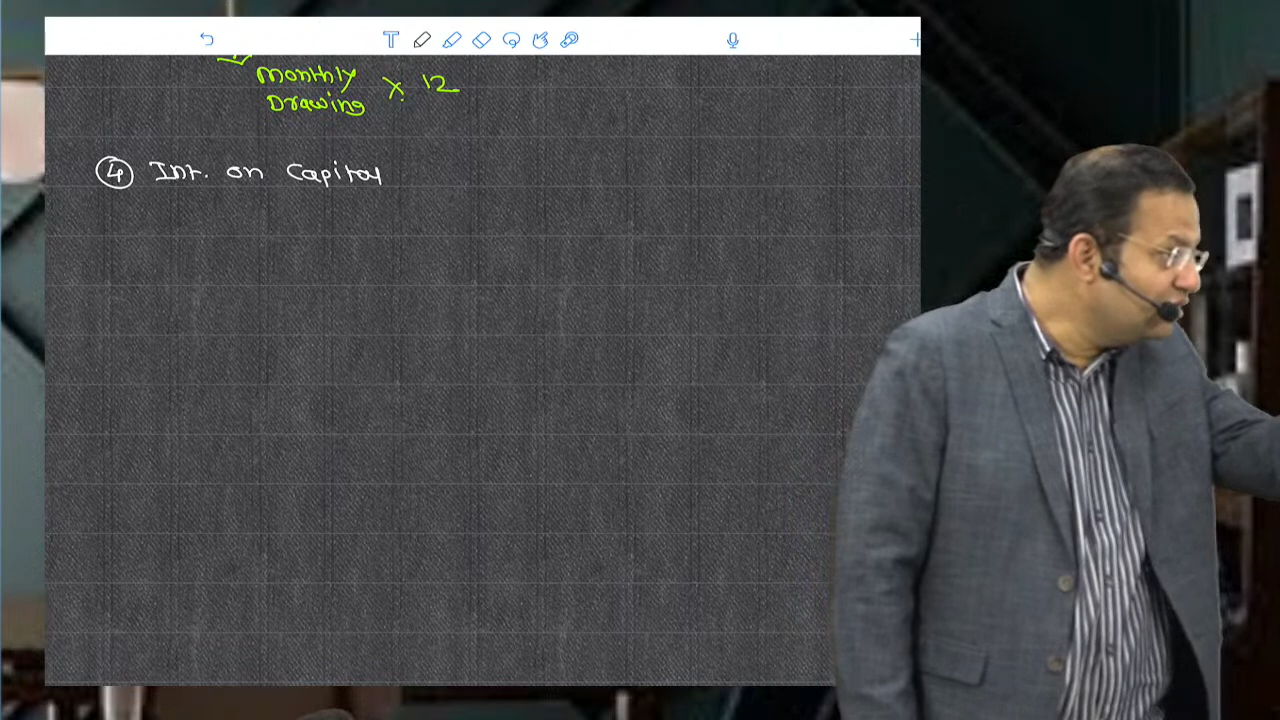 Monthly
Drawing × 12
④ Int. on Capital